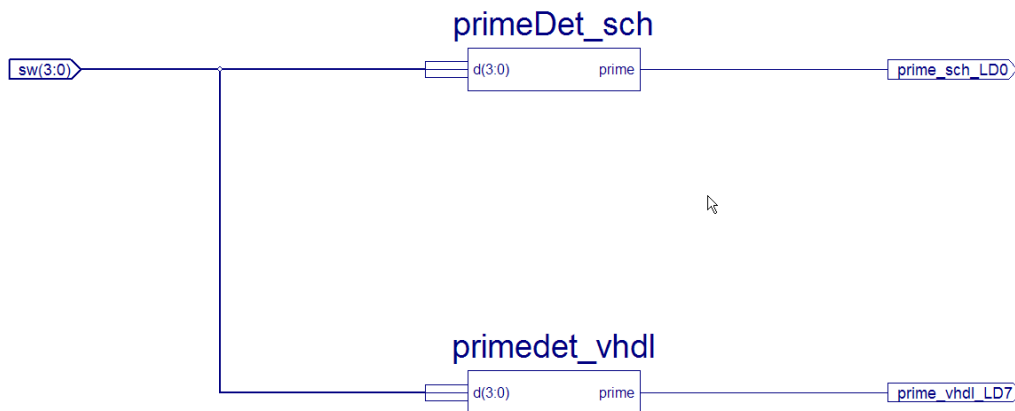 primeDet_sch
sw(3:0)
d(3:0)
prime
prime_sch_LD0
primedet_vhdl
d(3:0)
prime
prime_vhdl_LD7